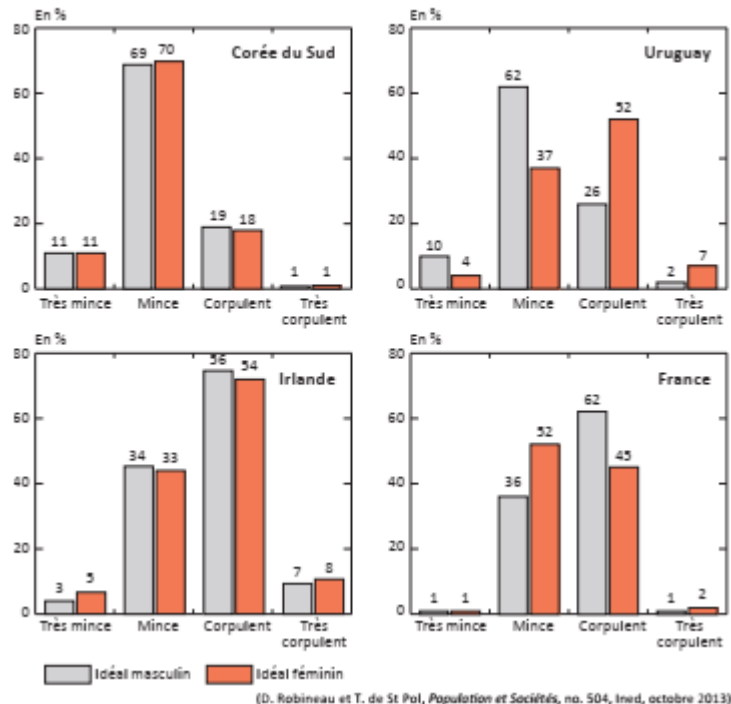 En %
Corée du Sud
80
60
40
20
0
11 11
69 70
19 18
1 1
Très mince Mince Corpulent Très corpulent
En %
Uruguay
80
60
40
20
0
10 4
62 37
26 52
2 7
Très mince Mince Corpulent Très corpulent
En %
Irlande
80
60
40
20
0
3 5
34 33
56 54
7 8
Très mince Mince Corpulent Très corpulent
En %
France
80
60
40
20
0
1 1
36 52
62 45
1 2
Très mince Mince Corpulent Très corpulent
Idéal masculin Idéal féminin
(D. Robineau et T. de St Pol, Population et Sociétés, no. 504, Ined, octobre 2013)